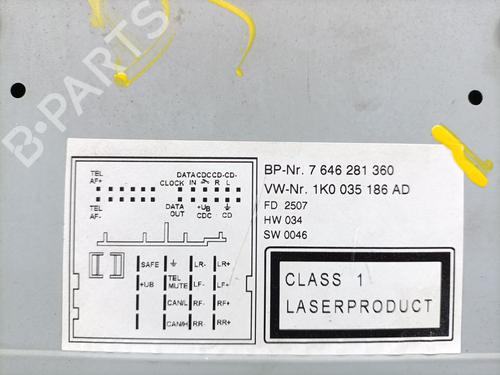 B-PARTS
TEL
AF+
DATA CDC CD- CD-
CLOCK IN R L
TEL
AF-
DATA
OUT
+UB
CDC CD
SAFE LR- LR+
+UB TEL
MUTE LF- LF+
CAN/L RF- RF+
CAN/H RR- RR+
BP-Nr. 7 646 281 360
VW-Nr. 1K0 035 186 AD
FD 2507
HW 034
SW 0046
CLASS 1
LASERPRODUCT